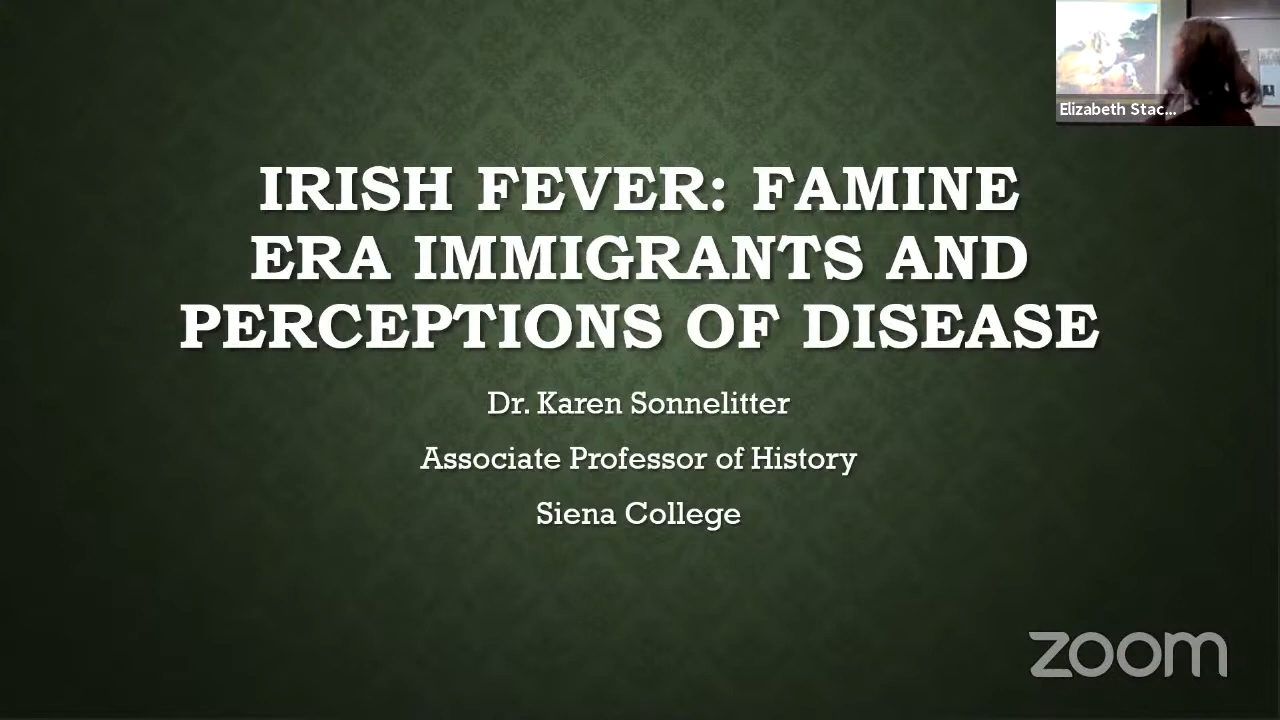 Elizabeth Stac...
IRISH FEVER: FAMINE
ERA IMMIGRANTS AND
PERCEPTIONS OF DISEASE
Dr. Karen Sonnelitter
Associate Professor of History
Siena College
zoom